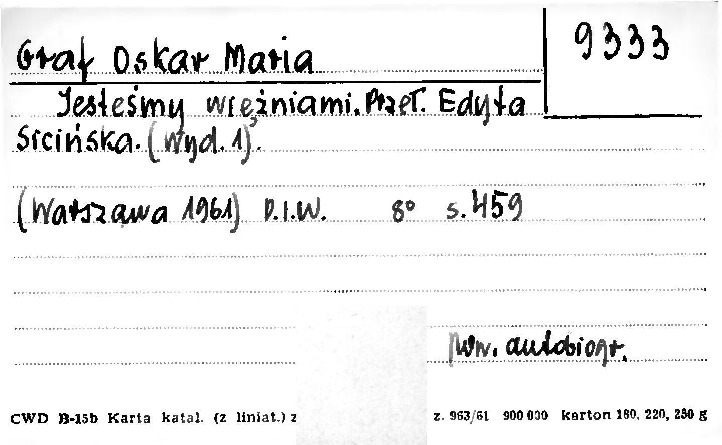 9333
Graf Oskar Maria
Jesteśmy więźniami. Przeł. Edyta
Sicińska. (Wyd. 1).
(Warszawa 1961) P.I.W. 8° s. 459
pow. autobiogr.
CWD B-15b Karta katal. (z liniat.) z z. 963/61 900 000 karton 180, 220, 250 g